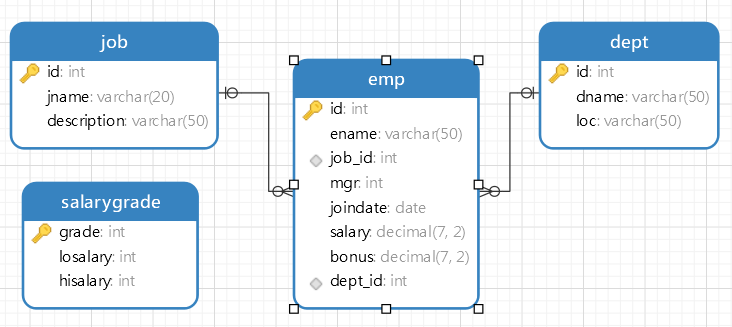 job
id: int
jname: varchar(20)
description: varchar(50)
salarygrade
grade: int
losalary: int
hisalary: int
emp
id: int
ename: varchar(50)
job_id: int
mgr: int
joindate: date
salary: decimal(7, 2)
bonus: decimal(7, 2)
dept_id: int
dept
id: int
dname: varchar(50)
loc: varchar(50)